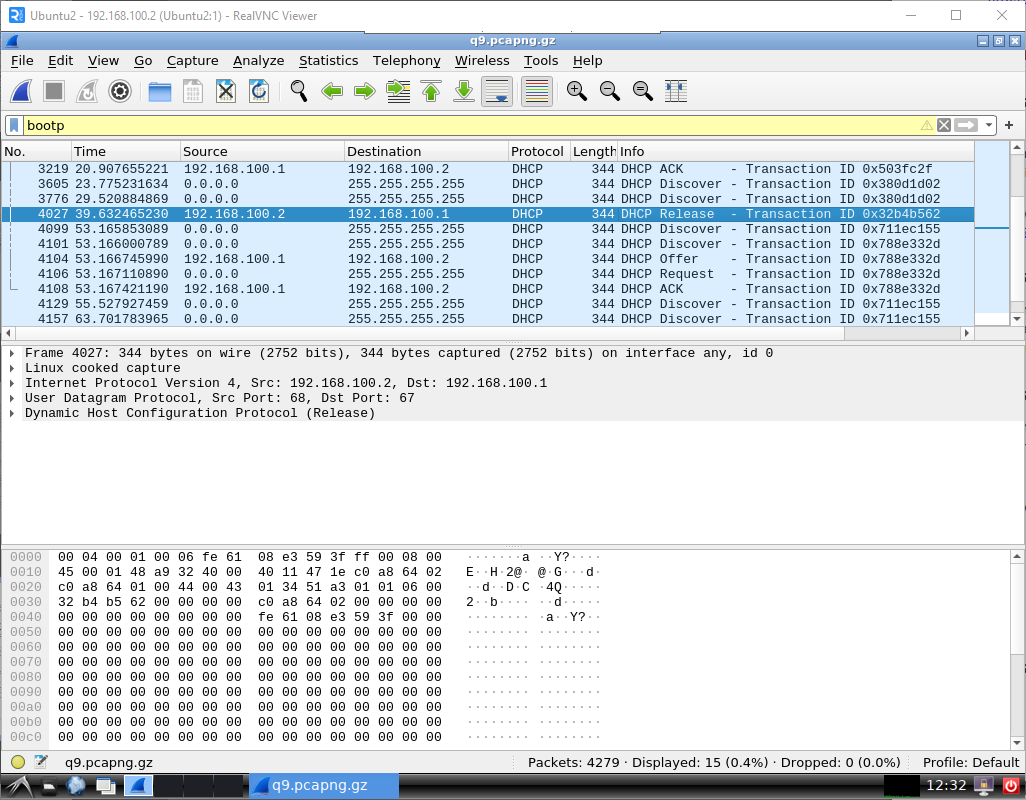 Ubuntu2 - 192.168.100.2 (Ubuntu2:1) - RealVNC Viewer
q9.pcapng.gz
File Edit View Go Capture Analyze Statistics Telephony Wireless Tools Help
bootp
No. Time Source Destination Protocol Length Info
3219 20.907655221 192.168.100.1 192.168.100.2 DHCP 344 DHCP ACK - Transaction ID 0x503fc2f
3605 23.775231634 0.0.0.0 255.255.255.255 DHCP 344 DHCP Discover - Transaction ID 0x380d1d02
3776 29.520884869 0.0.0.0 255.255.255.255 DHCP 344 DHCP Discover - Transaction ID 0x380d1d02
4027 39.632465230 192.168.100.2 192.168.100.1 DHCP 344 DHCP Release - Transaction ID 0x32b4b562
4099 53.165853089 0.0.0.0 255.255.255.255 DHCP 344 DHCP Discover - Transaction ID 0x711ec155
4101 53.166000789 0.0.0.0 255.255.255.255 DHCP 344 DHCP Discover - Transaction ID 0x788e332d
4104 53.166745990 192.168.100.1 192.168.100.2 DHCP 344 DHCP Offer - Transaction ID 0x788e332d
4106 53.167110890 0.0.0.0 255.255.255.255 DHCP 344 DHCP Request - Transaction ID 0x788e332d
4108 53.167421190 192.168.100.1 192.168.100.2 DHCP 344 DHCP ACK - Transaction ID 0x788e332d
4129 55.527927459 0.0.0.0 255.255.255.255 DHCP 344 DHCP Discover - Transaction ID 0x711ec155
4157 63.701783965 0.0.0.0 255.255.255.255 DHCP 344 DHCP Discover - Transaction ID 0x711ec155
Frame 4027: 344 bytes on wire (2752 bits), 344 bytes captured (2752 bits) on interface any, id 0
Linux cooked capture
Internet Protocol Version 4, Src: 192.168.100.2, Dst: 192.168.100.1
User Datagram Protocol, Src Port: 68, Dst Port: 67
Dynamic Host Configuration Protocol (Release)
0000 00 04 00 01 00 06 fe 61 08 e3 59 3f ff 00 08 00 ·······a ··Y?····
0010 45 00 01 48 a9 32 40 00 40 11 47 1e c0 a8 64 02 E··H·2@· @·G···d·
0020 c0 a8 64 01 00 44 00 43 01 34 51 a3 01 01 06 00 ··d··D·C ·4Q·····
0030 32 b4 b5 62 00 00 00 00 c0 a8 64 02 00 00 00 00 2··b···· ··d·····
0040 00 00 00 00 00 00 00 00 fe 61 08 e3 59 3f 00 00 ········ ·a··Y?··
0050 00 00 00 00 00 00 00 00 00 00 00 00 00 00 00 00 ········ ········
0060 00 00 00 00 00 00 00 00 00 00 00 00 00 00 00 00 ········ ········
0070 00 00 00 00 00 00 00 00 00 00 00 00 00 00 00 00 ········ ········
0080 00 00 00 00 00 00 00 00 00 00 00 00 00 00 00 00 ········ ········
0090 00 00 00 00 00 00 00 00 00 00 00 00 00 00 00 00 ········ ········
00a0 00 00 00 00 00 00 00 00 00 00 00 00 00 00 00 00 ········ ········
00b0 00 00 00 00 00 00 00 00 00 00 00 00 00 00 00 00 ········ ········
00c0 00 00 00 00 00 00 00 00 00 00 00 00 00 00 00 00 ········ ········
q9.pcapng.gz Packets: 4279 · Displayed: 15 (0.4%) · Dropped: 0 (0.0%) Profile: Default
q9.pcapng.gz 12:32